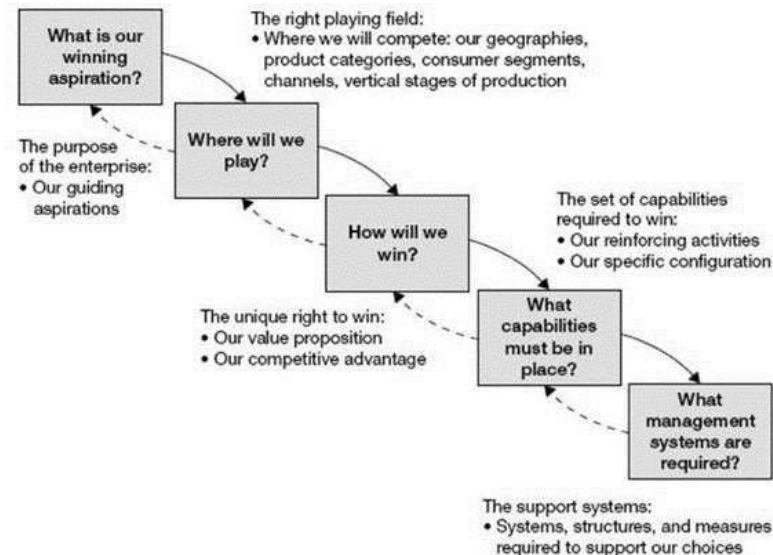 What is our
winning
aspiration?
The right playing field:
• Where we will compete: our geographies,
product categories, consumer segments,
channels, vertical stages of production
The purpose
of the enterprise:
• Our guiding
aspirations
Where will we
play?
How will we
win?
The set of capabilities
required to win:
• Our reinforcing activities
• Our specific configuration
The unique right to win:
• Our value proposition
• Our competitive advantage
What
capabilities
must be in
place?
What
management
systems are
required?
The support systems:
• Systems, structures, and measures
required to support our choices